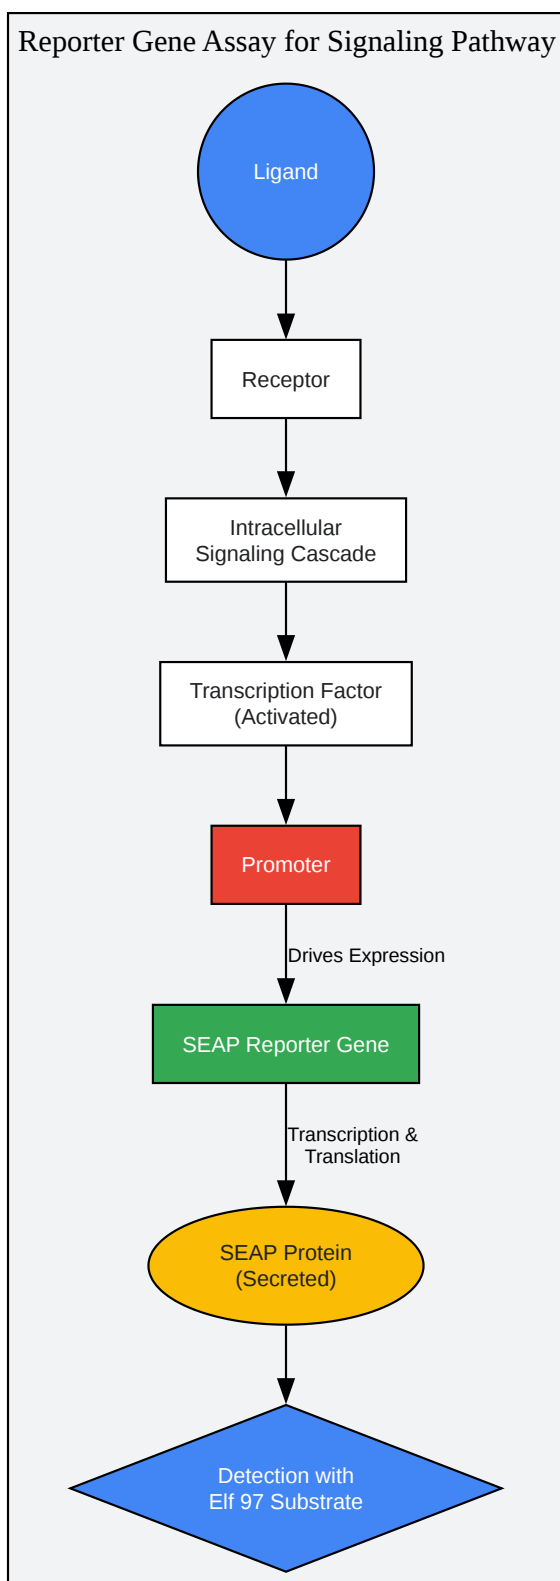 Reporter Gene Assay for Signaling Pathway
Ligand
Receptor
Intracellular
Signaling Cascade
Transcription Factor
(Activated)
Promoter
Drives Expression
SEAP Reporter Gene
Transcription &
Translation
SEAP Protein
(Secreted)
Detection with
Elf 97 Substrate